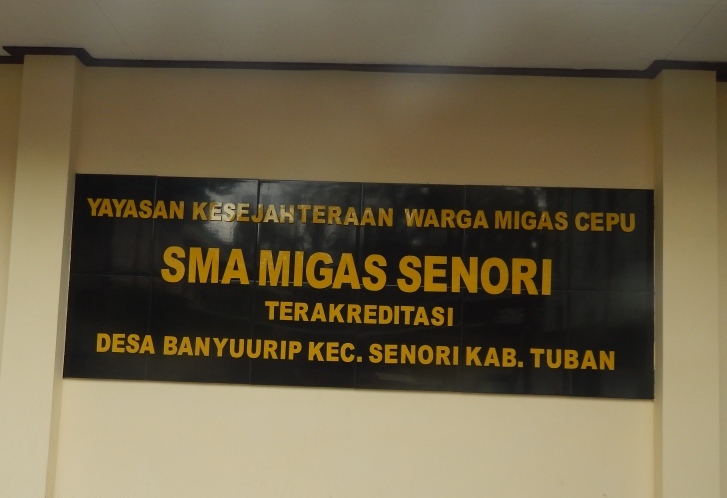 YAYASAN KESEJAHTERAAN WARGA MIGAS CEPU
SMA MIGAS SENORI
TERAKREDITASI
DESA BANYUURIP KEC. SENORI KAB. TUBAN